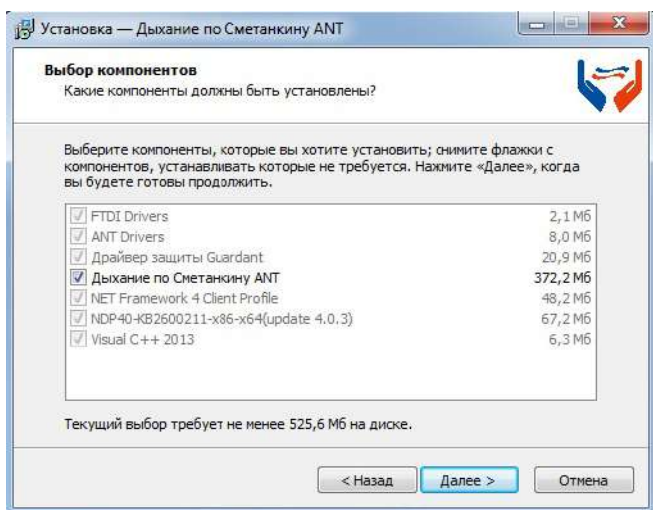 Установка — Дыхание по Сметанкину ANT
Выбор компонентов
Какие компоненты должны быть установлены?
Выберите компоненты, которые вы хотите установить; снимите флажки с
компонентов, устанавливать которые не требуется. Нажмите «Далее», когда
вы будете готовы продолжить.
FTDI Drivers 2,1 Мб
ANT Drivers 8,0 Мб
Драйвер защиты Guardant 20,9 Мб
Дыхание по Сметанкину ANT 372,2 Мб
NET Framework 4 Client Profile 48,2 Мб
NDP40-KB2600211-x86-x64(update 4.0.3) 67,2 Мб
Visual C++ 2013 6,3 Мб
Текущий выбор требует не менее 525,6 Мб на диске.
< Назад Далее > Отмена